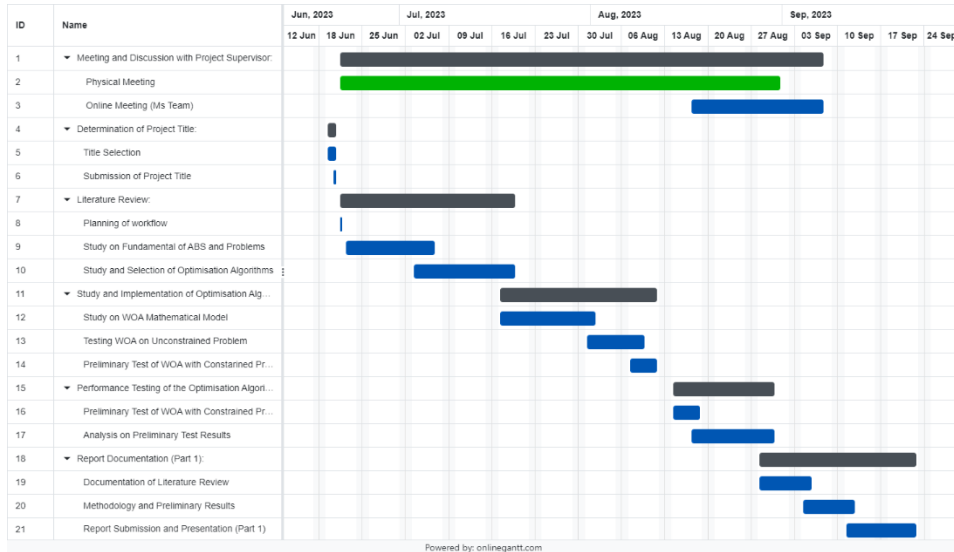 ID Name Jun, 2023 Jul, 2023 Aug, 2023 Sep, 2023
12 Jun 18 Jun 25 Jun 02 Jul 09 Jul 16 Jul 23 Jul 30 Jul 06 Aug 13 Aug 20 Aug 27 Aug 03 Sep 10 Sep 17 Sep 24 Sep
1 Meeting and Discussion with Project Supervisor:
2 Physical Meeting
3 Online Meeting (Ms Team)
4 Determination of Project Title:
5 Title Selection
6 Submission of Project Title
7 Literature Review:
8 Planning of workflow
9 Study on Fundamental of ABS and Problems
10 Study and Selection of Optimisation Algorithms
11 Study and Implementation of Optimisation Alg...
12 Study on WOA Mathematical Model
13 Testing WOA on Unconstrained Problem
14 Preliminary Test of WOA with Constarined Pr...
15 Performance Testing of the Optimisation Algori...
16 Preliminary Test of WOA with Constrained Pr...
17 Analysis on Preliminary Test Results
18 Report Documentation (Part 1):
19 Documentation of Literature Review
20 Methodology and Preliminary Results
21 Report Submission and Presentation (Part 1)
Powered by: onlinegantt.com